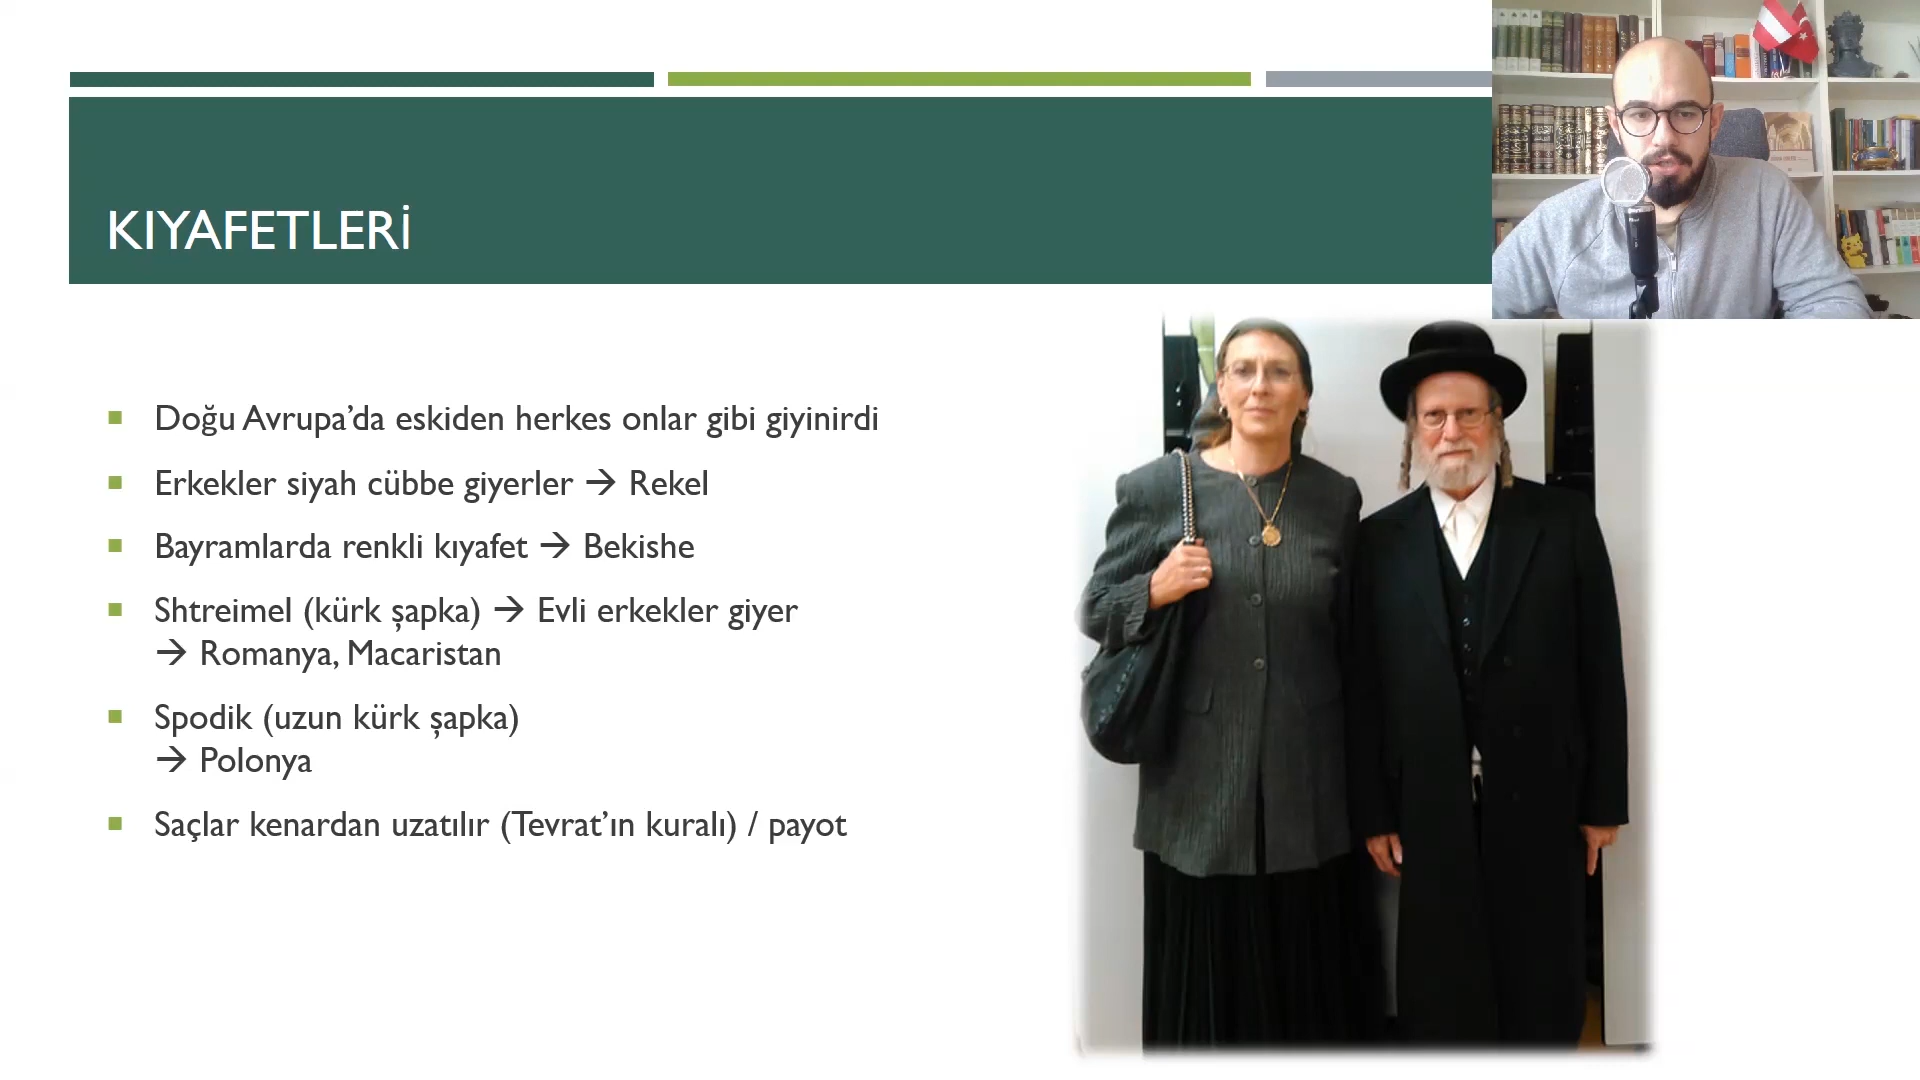 KIYAFETLERİ
Doğu Avrupa’da eskiden herkes onlar gibi giyinirdi
Erkekler siyah cübbe giyerler → Rekel
Bayramlarda renkli kıyafet → Bekishe
Shtreimel (kürk şapka) → Evli erkekler giyer
→ Romanya, Macaristan
Spodik (uzun kürk şapka)
→ Polonya
Saçlar kenardan uzatılır (Tevrat’ın kuralı) / payot